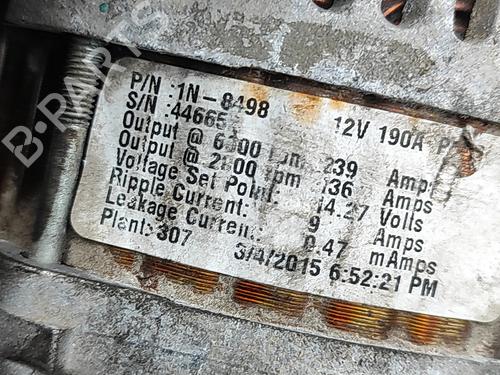 P/N :1N-8498 12V 190A
S/N :44665
Output @ 6000 rpm :239 Amps
Output @ 2100 rpm :136 Amps
Voltage Set Point: 14.27 Volts
Ripple Current: 9 Amps
Leakage Current: 0.47 mAmps
Plant: 307 3/4/2015 6:52:21 PM
B-PARTS